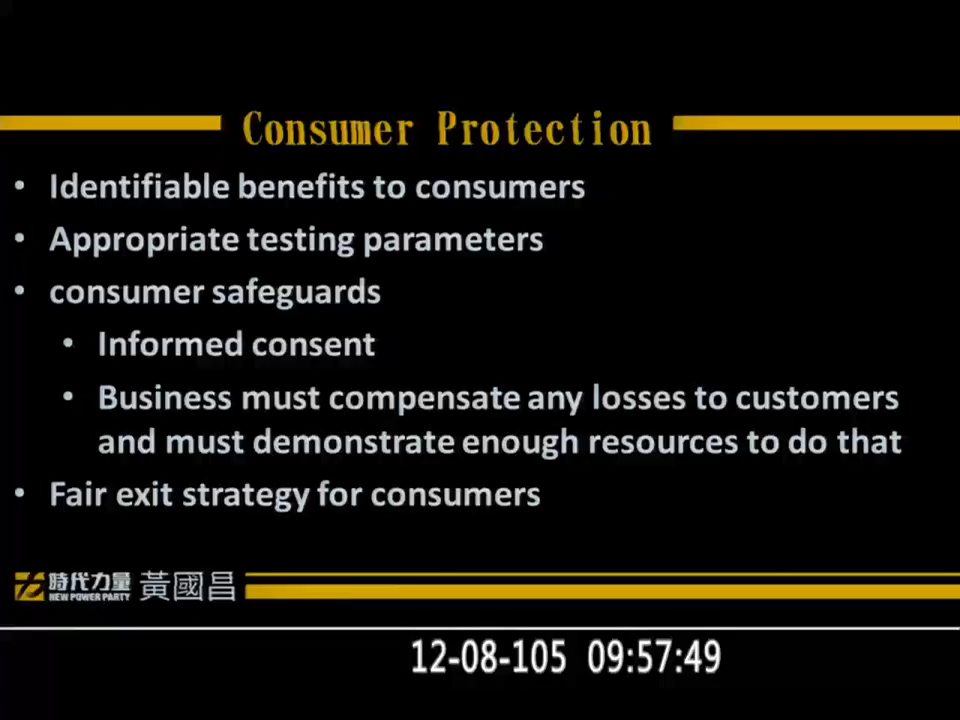 Consumer Protection
• Identifiable benefits to consumers
• Appropriate testing parameters
• consumer safeguards
• Informed consent
• Business must compensate any losses to customers
and must demonstrate enough resources to do that
• Fair exit strategy for consumers
時代力量 黃國昌
NEW POWER PARTY
12-08-105 09:57:49